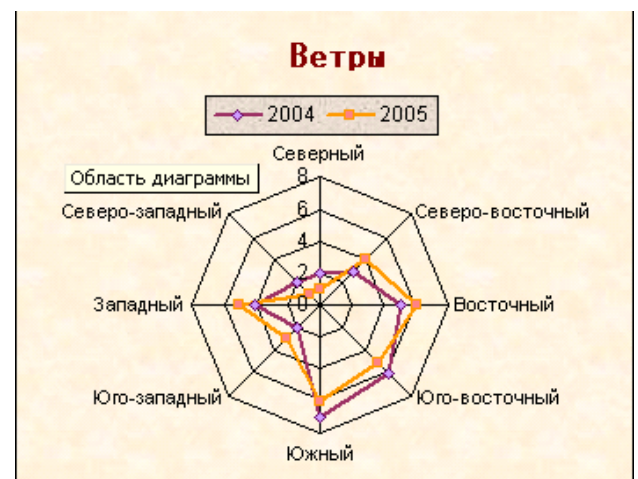 Ветры
2004 2005
Северный
Область диаграммы
8
Северо-западный
6
Северо-восточный
4
2
Западный
0
Восточный
Юго-западный
Юго-восточный
Южный